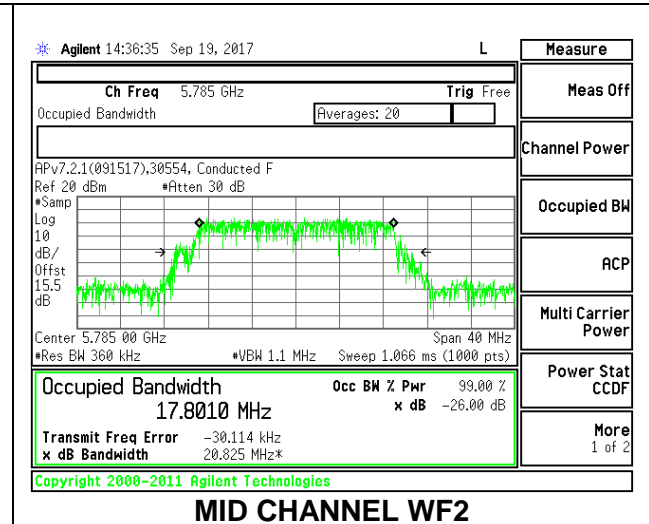 Agilent 14:36:35 Sep 19, 2017 L
Measure
Ch Freq 5.785 GHz Trig Free
Occupied Bandwidth Averages: 20
Meas Off
Channel Power
APv7.2.1(091517),30554, Conducted F
Ref 20 dBm #Atten 30 dB
#Samp
Log
10
dB/
Offst
15.5
dB
Occupied BW
ACP
Center 5.785 00 GHz Span 40 MHz
#Res BW 360 kHz #VBW 1.1 MHz Sweep 1.066 ms (1000 pts)
Multi Carrier
Power
Occupied Bandwidth Occ BW % Pwr 99.00 %
17.8010 MHz x dB -26.00 dB
Transmit Freq Error -30.114 kHz
x dB Bandwidth 20.825 MHz*
Power Stat
CCDF
More
1 of 2
Copyright 2000-2011 Agilent Technologies
MID CHANNEL WF2